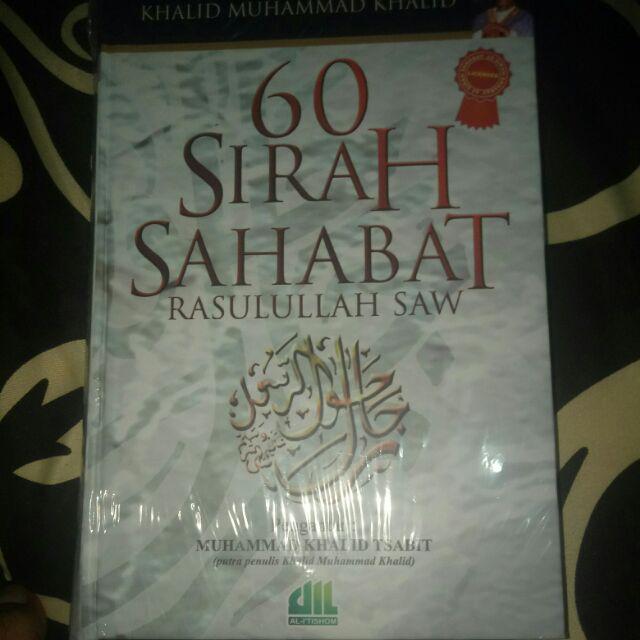 KHALID MUHAMMAD KHALID
60
SIRAH
SAHABAT
RASULULLAH SAW
رجال حول الرسول
Pengantar:
MUHAMMAD KHALID TSABIT
(putra penulis Khalid Muhammad Khalid)
AL-I'TISHOM